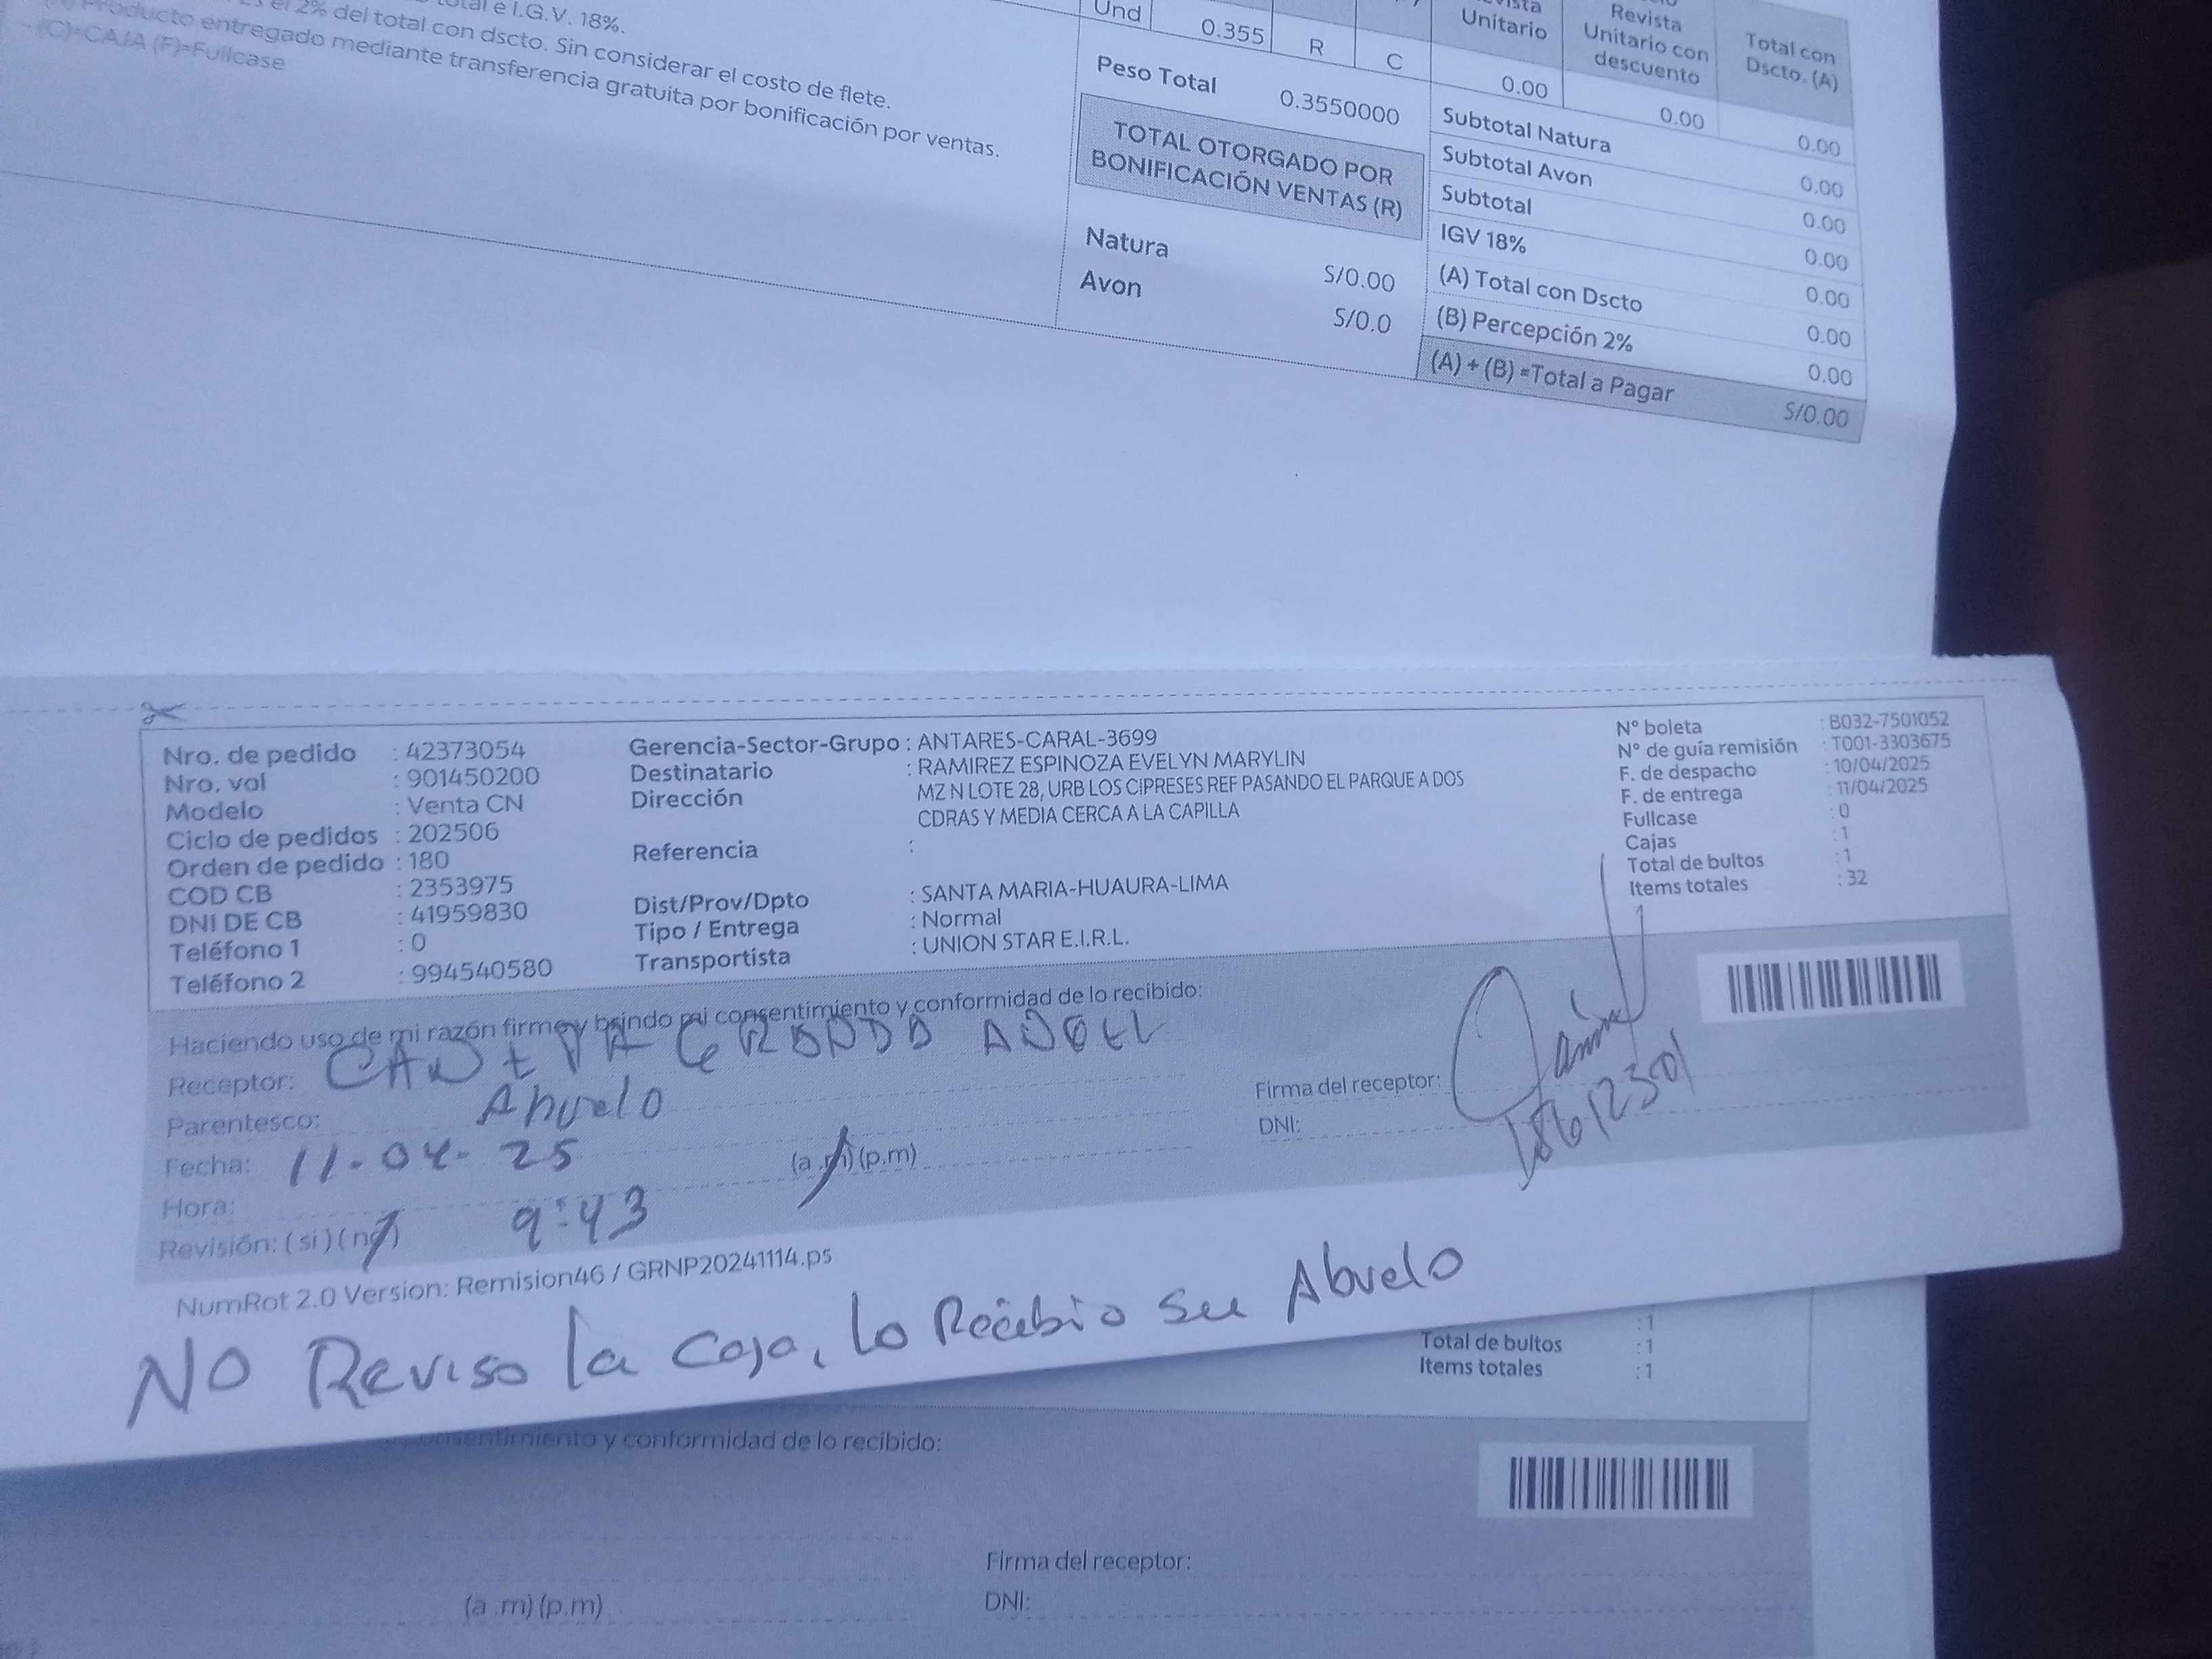 el 2% del total con dscto. Sin considerar el costo de flete.
Producto entregado mediante transferencia gratuita por bonificación por ventas.
(C)=CAJA (F)=Fullcase
e I.G.V. 18%.
Und 0.355 R C 0.00 0.00 0.00
Unitario
Revista
Unitario con
descuento
Total con
Dscto. (A)
Peso Total 0.3550000
TOTAL OTORGADO POR
BONIFICACIÓN VENTAS (R)
Natura S/0.00
Avon S/0.0
Subtotal Natura 0.00
Subtotal Avon 0.00
Subtotal 0.00
IGV 18% 0.00
(A) Total con Dscto 0.00
(B) Percepción 2% 0.00
(A) + (B) =Total a Pagar S/0.00
Nro. de pedido : 42373054
Nro. vol : 901450200
Modelo : Venta CN
Ciclo de pedidos : 202506
Orden de pedido : 180
COD CB : 2353975
DNI DE CB : 41959830
Teléfono 1 : 0
Teléfono 2 : 994540580
Gerencia-Sector-Grupo : ANTARES-CARAL-3699
Destinatario : RAMIREZ ESPINOZA EVELYN MARYLIN
Dirección MZ N LOTE 28, URB LOS CIPRESES REF PASANDO EL PARQUE A DOS
CDRAS Y MEDIA CERCA A LA CAPILLA
Referencia :
Dist/Prov/Dpto : SANTA MARIA-HUAURA-LIMA
Tipo / Entrega : Normal
Transportista : UNION STAR E.I.R.L.
N° boleta : B032-7501052
N° de guía remisión : T001-3303675
F. de despacho : 10/04/2025
F. de entrega : 11/04/2025
Fullcase : 0
Cajas : 1
Total de bultos : 1
Items totales : 32
Haciendo uso de mi razón firmey brindo mi consentimiento y conformidad de lo recibido:
Receptor:
Parentesco: Abuelo
Fecha: 11-04-25 (a .m) (p.m)
Hora: 9:43
Revisión: ( si ) ( no )
Firma del receptor:
DNI:
NumRot 2.0 Version: Remision46 / GRNP20241114.ps
NO Reviso la Caja, lo Recibio su Abuelo
: 1
Total de bultos : 1
Items totales : 1
y conformidad de lo recibido:
Firma del receptor:
(a .m) (p.m)
DNI: